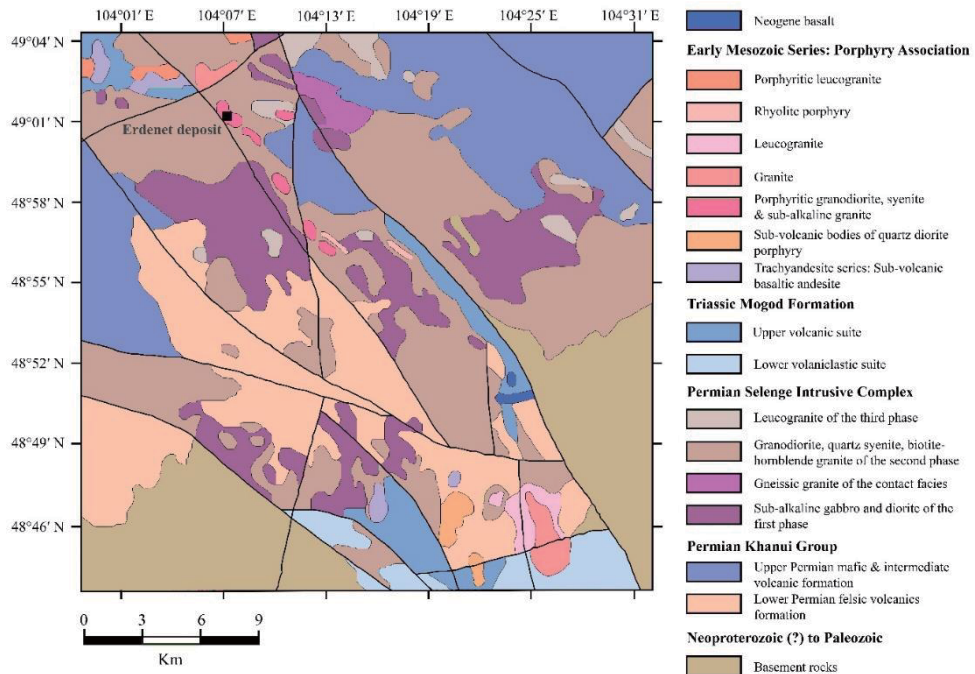 104°01′ E 104°07′ E 104°13′ E 104°19′ E 104°25′ E 104°31′ E
49°04′ N
49°01′ N
48°58′ N
48°55′ N
48°52′ N
48°49′ N
48°46′ N
Erdenet deposit
0 3 6 9
Km
Neogene basalt
Early Mesozoic Series: Porphyry Association
Porphyritic leucogranite
Rhyolite porphyry
Leucogranite
Granite
Porphyritic granodiorite, syenite
& sub-alkaline granite
Sub-volcanic bodies of quartz diorite
porphyry
Trachyandesite series: Sub-volcanic
basaltic andesite
Triassic Mogod Formation
Upper volcanic suite
Lower volaniclastic suite
Permian Selenge Intrusive Complex
Leucogranite of the third phase
Granodiorite, quartz syenite, biotite-
hornblende granite of the second phase
Gneissic granite of the contact facies
Sub-alkaline gabbro and diorite of the
first phase
Permian Khanui Group
Upper Permian mafic & intermediate
volcanic formation
Lower Permian felsic volcanics
formation
Neoproterozoic (?) to Paleozoic
Basement rocks